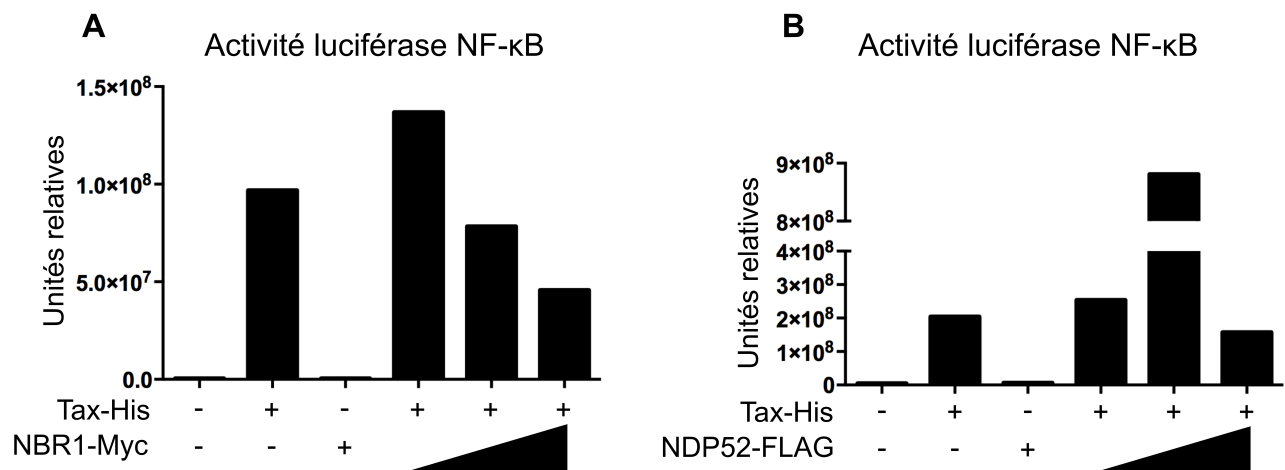 A
Activité luciférase NF-κB
Unités relatives
1.5×10⁸
1.0×10⁸
5.0×10⁷
0.0
Tax-His - + - + + +
NBR1-Myc - - +
B
Activité luciférase NF-κB
Unités relatives
9×10⁸
8×10⁸
4×10⁸
3×10⁸
2×10⁸
1×10⁸
0
Tax-His - + - + + +
NDP52-FLAG - - +